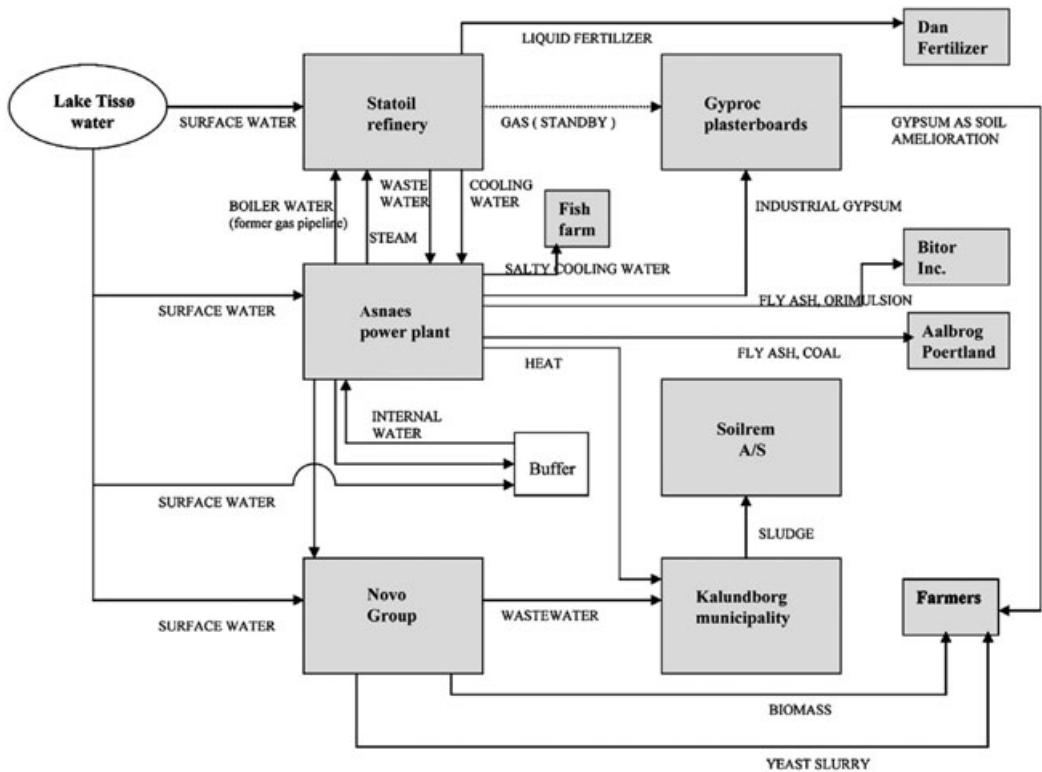 LIQUID FERTILIZER
Dan
Fertilizer
Lake Tissø
water
SURFACE WATER
Statoil
refinery
GAS ( STANDBY )
Gyproc
plasterboards
GYPSUM AS SOIL
AMELIORATION
BOILER WATER
(former gas pipeline)
STEAM
WASTE
WATER
COOLING
WATER
Fish
farm
SALTY COOLING WATER
INDUSTRIAL GYPSUM
Bitor
Inc.
FLY ASH, ORIMULSION
SURFACE WATER
Asnaes
power plant
HEAT
FLY ASH, COAL
Aalbrog
Poertland
INTERNAL
WATER
Buffer
Soilrem
A/S
SURFACE WATER
SLUDGE
SURFACE WATER
Novo
Group
WASTEWATER
Kalundborg
municipality
Farmers
BIOMASS
YEAST SLURRY